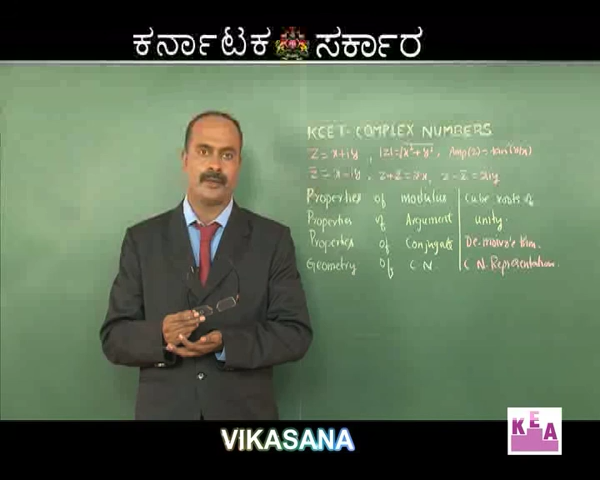 ಕರ್ನಾಟಕ ಸರ್ಕಾರ
KCET-COMPLEX NUMBERS
Z = x+iy, |Z| = √x²+y², Amp(Z) = tan⁻¹(y/x)
z̄ = x-iy, z+z̄ = 2x, z-z̄ = 2iy
Properties of modulus
Properties of Argument
Properties of Conjugate
Geometry of C.N.
Cube roots of
unity.
De-moivre's thm.
C N. Representation.
VIKASANA
KEA